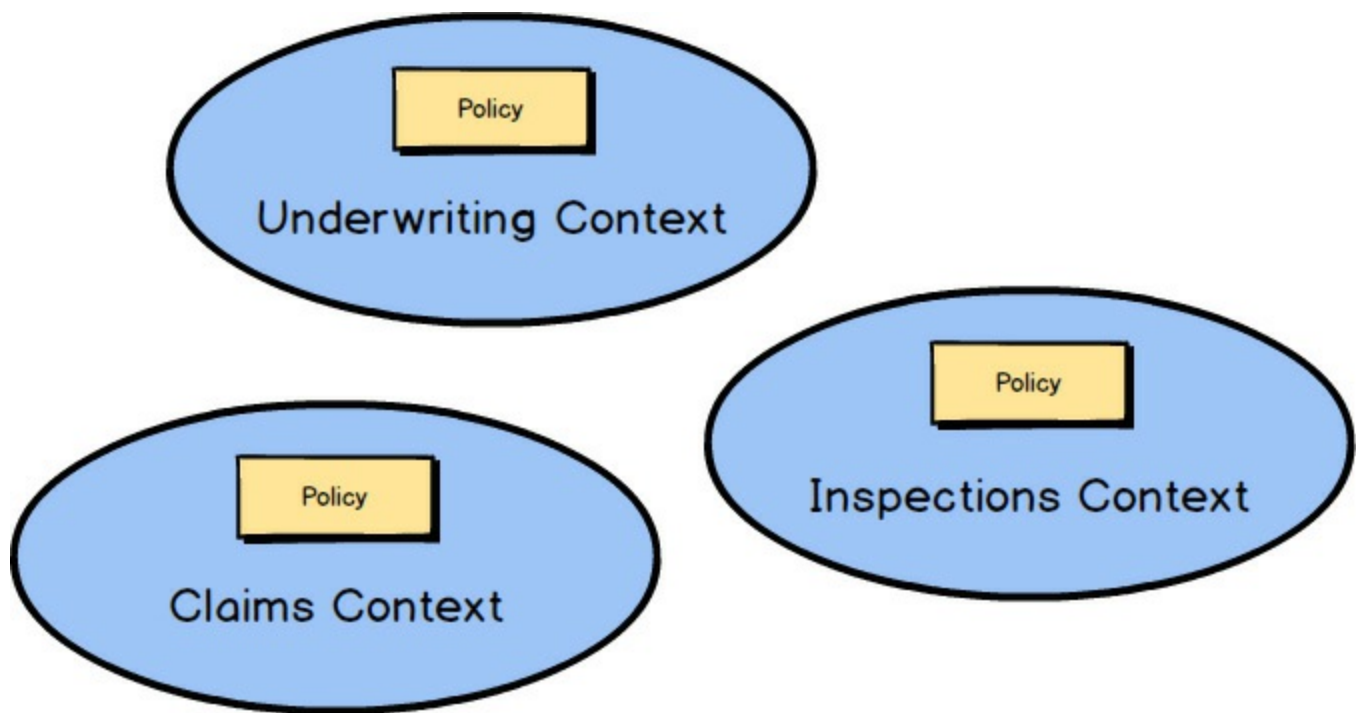 Policy
Underwriting Context
Policy
Inspections Context
Policy
Claims Context